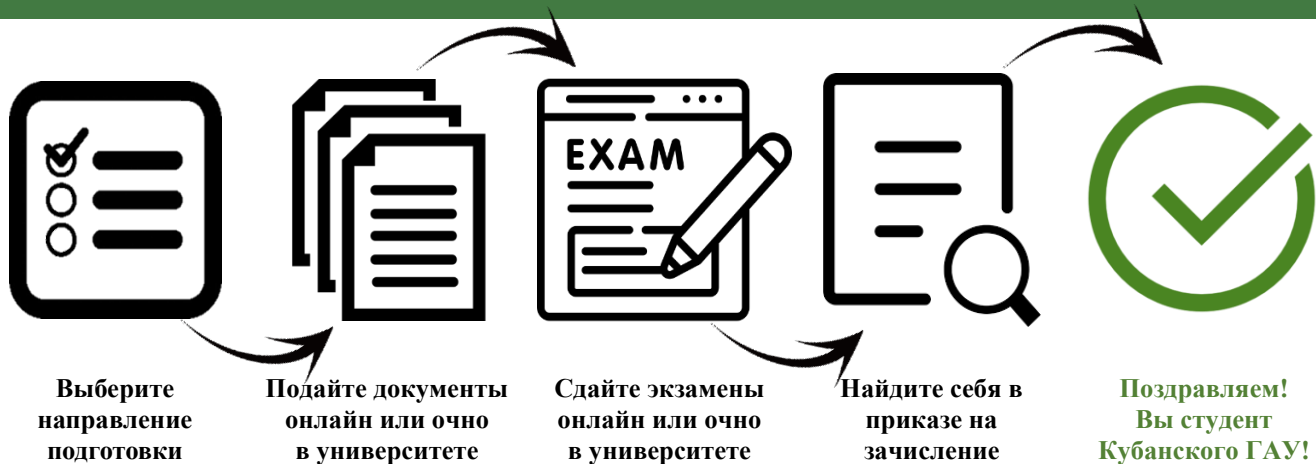 EXAM
Выберите
направление
подготовки
Подайте документы
онлайн или очно
в университете
Сдайте экзамены
онлайн или очно
в университете
Найдите себя в
приказе на
зачисление
Поздравляем!
Вы студент
Кубанского ГАУ!